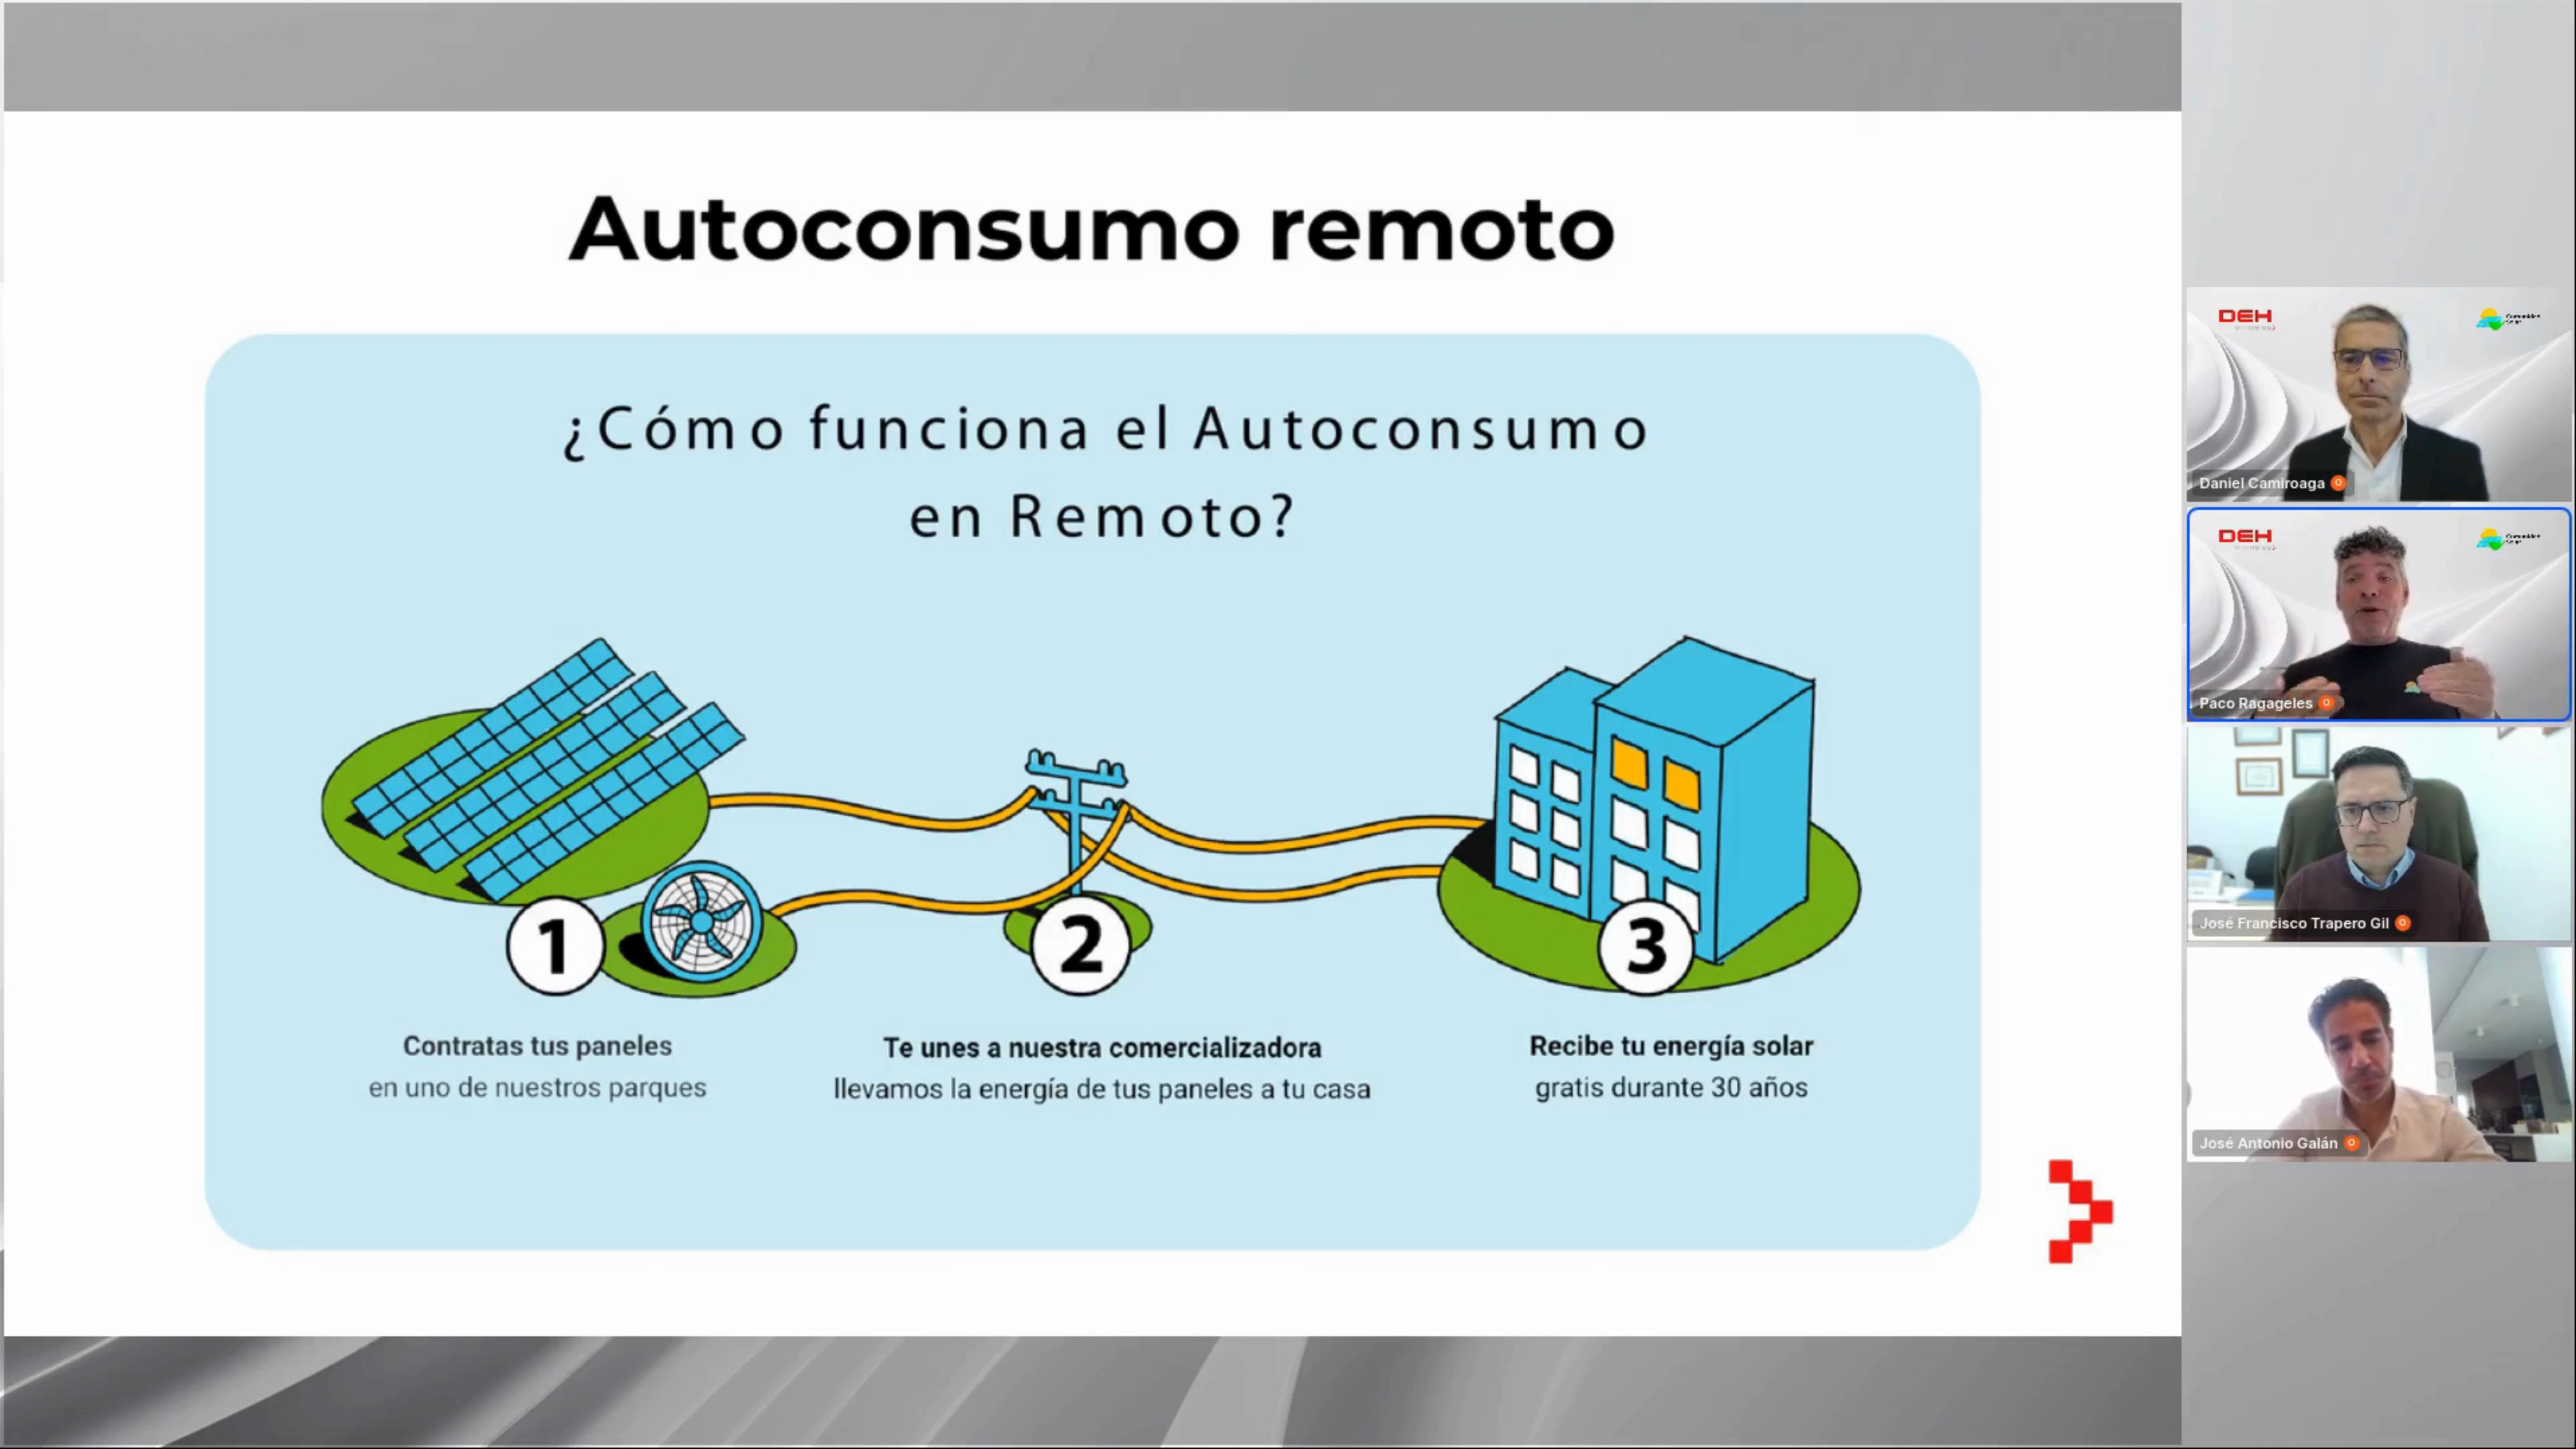 Autoconsumo remoto
¿Cómo funciona el Autoconsumo
en Remoto?
1
2
3
Contratas tus paneles
en uno de nuestros parques
Te unes a nuestra comercializadora
llevamos la energía de tus paneles a tu casa
Recibe tu energía solar
gratis durante 30 años
DEH
Daniel Camiroaga
DEH
Paco Ragageles
José Francisco Trapero Gil
José Antonio Galán